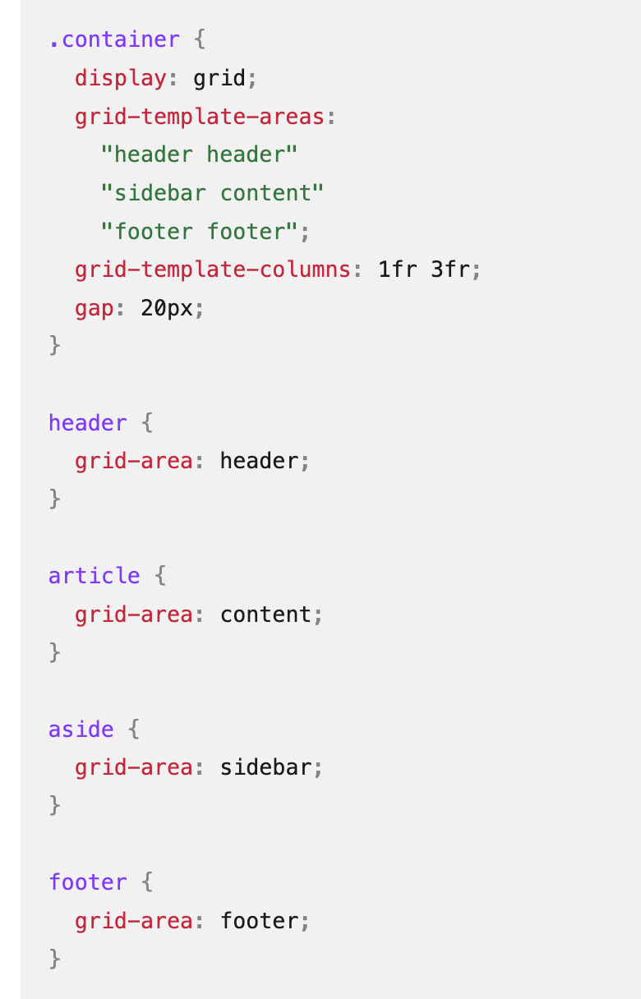 .container {
  display: grid;
  grid-template-areas:
    "header header"
    "sidebar content"
    "footer footer";
  grid-template-columns: 1fr 3fr;
  gap: 20px;
}

header {
  grid-area: header;
}

article {
  grid-area: content;
}

aside {
  grid-area: sidebar;
}

footer {
  grid-area: footer;
}